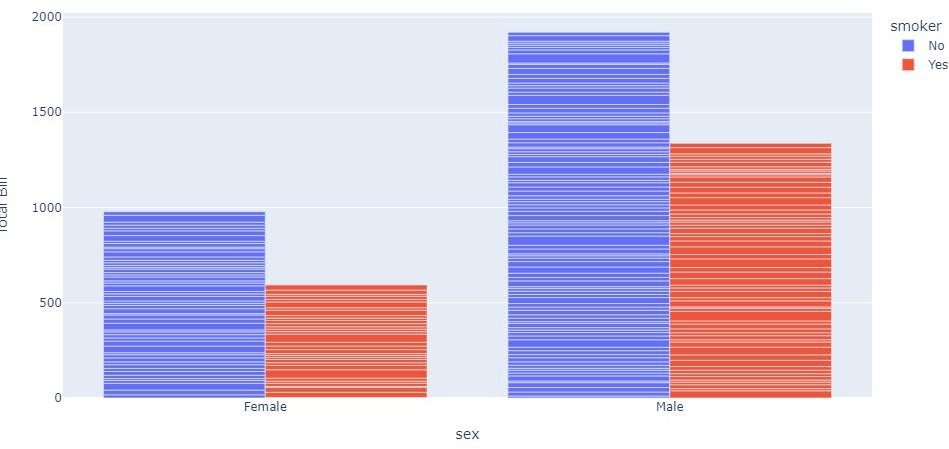 2000
1500
1000
500
0
Total Bill
Female
Male
sex
smoker
No
Yes